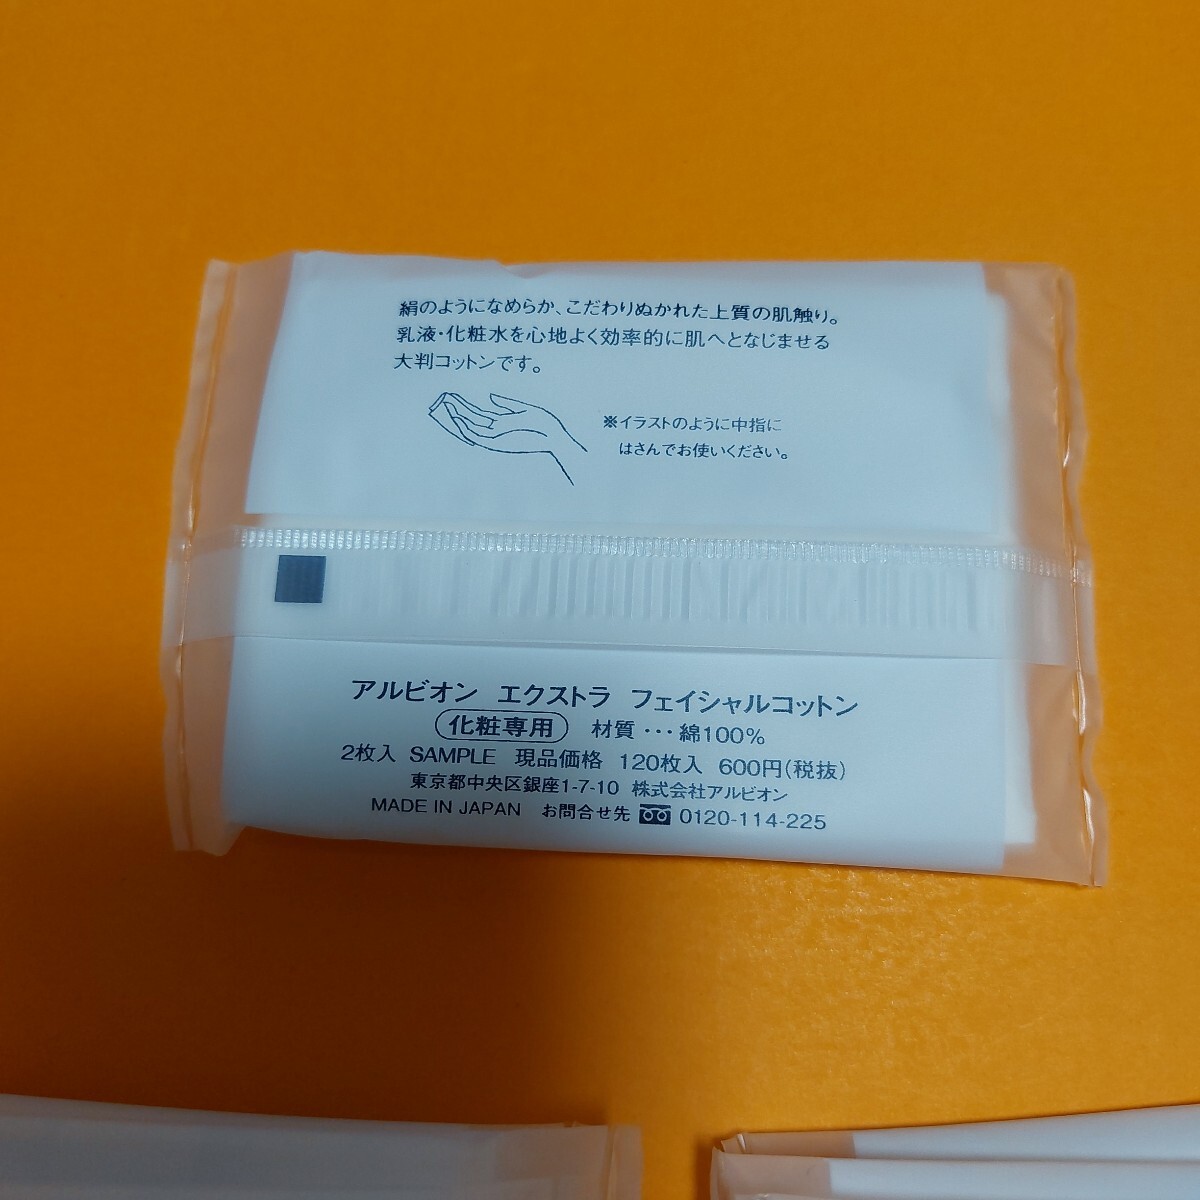 絹のようになめらか、こだわりぬかれた上質の肌触り。
乳液・化粧水を心地よく効率的に肌へとなじませる
大判コットンです。
※イラストのように中指に
はさんでお使いください。
アルビオン エクストラ フェイシャルコットン
化粧専用 材質・・・綿100%
2枚入 SAMPLE 現品価格 120枚入 600円(税抜)
東京都中央区銀座1-7-10 株式会社アルビオン
MADE IN JAPAN お問合せ先 0120-114-225